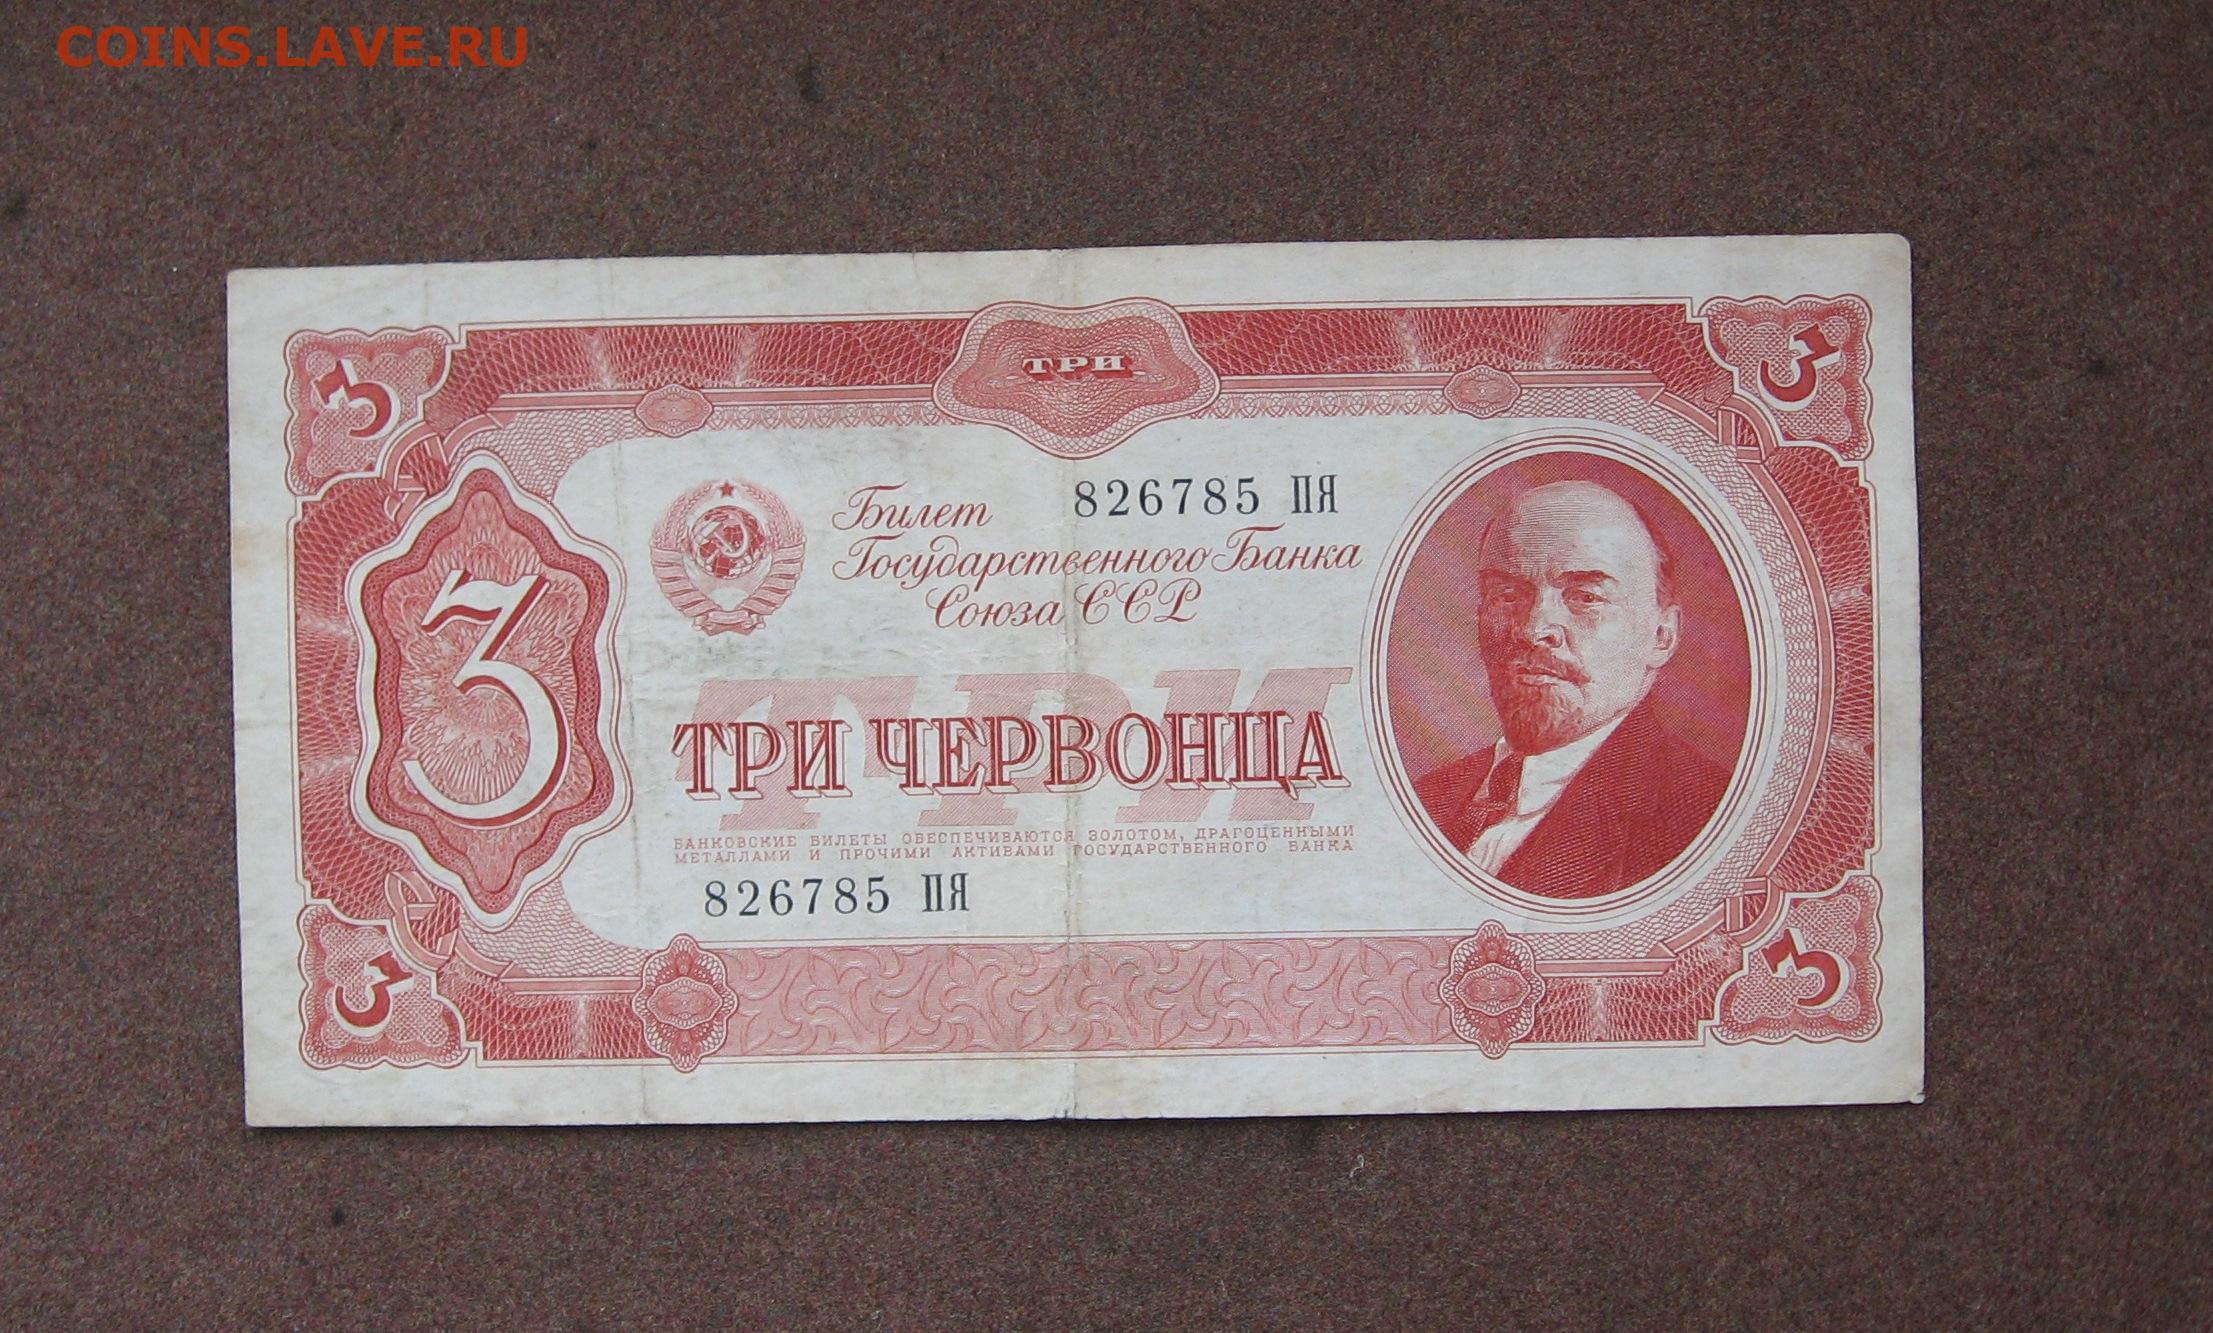 COINS.LAVE.RU
ТРИ
3
3
826785 ПЯ
Билет
Государственного Банка
Союза ССР
3
ТРИ
ТРИ ЧЕРВОНЦА
БАНКОВСКИЕ БИЛЕТЫ ОБЕСПЕЧИВАЮТСЯ ЗОЛОТОМ, ДРАГОЦЕННЫМИ
МЕТАЛЛАМИ И ПРОЧИМИ АКТИВАМИ ГОСУДАРСТВЕННОГО БАНКА
826785 ПЯ
3
3